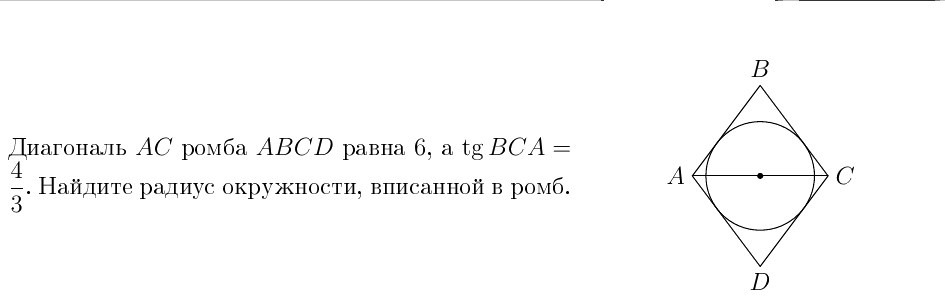 B
Диагональ AC ромба ABCD равна 6, а tg BCA =
4/3. Найдите радиус окружности, вписанной в ромб.
A C
D